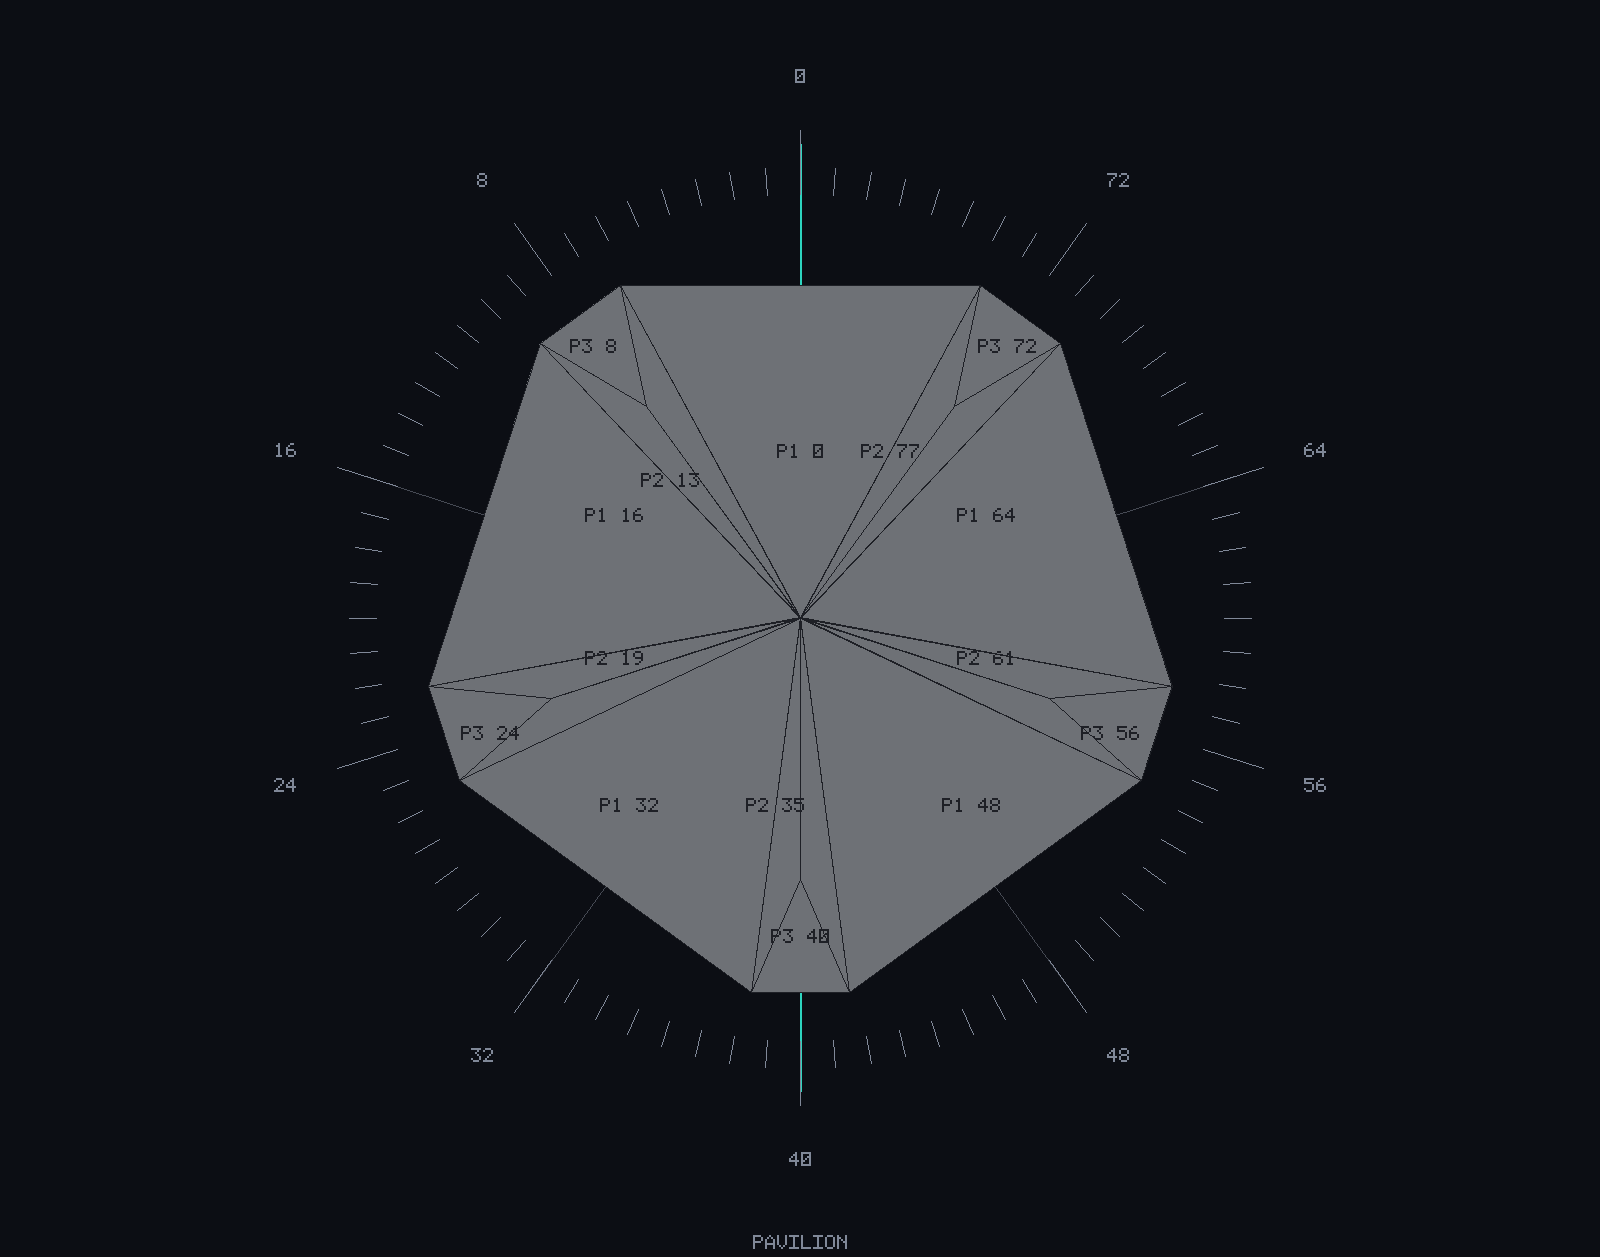 0
8
72
P3 8
P3 72
16
P1 0
P2 77
64
P2 13
P1 16
P1 64
P2 19
P2 61
P3 24
P3 56
24
56
P1 32
P2 35
P1 48
P3 40
32
48
40
PAVILION